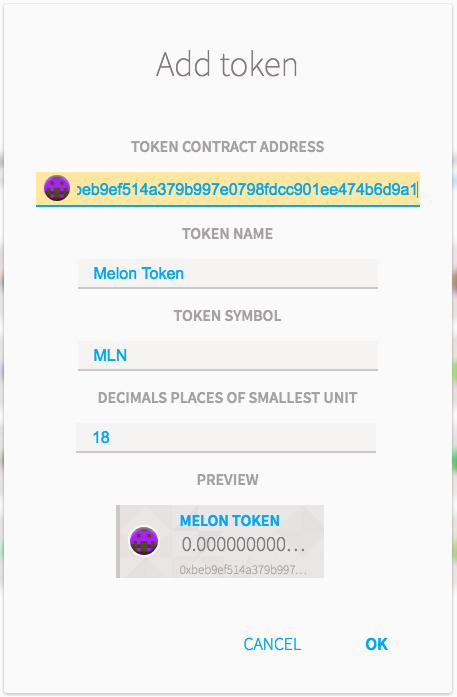 Add token
TOKEN CONTRACT ADDRESS
beb9ef514a379b997e0798fdcc901ee474b6d9a1
TOKEN NAME
Melon Token
TOKEN SYMBOL
MLN
DECIMALS PLACES OF SMALLEST UNIT
18
PREVIEW
MELON TOKEN
0.000000000...
0xbeb9ef514a379b997...
CANCEL OK